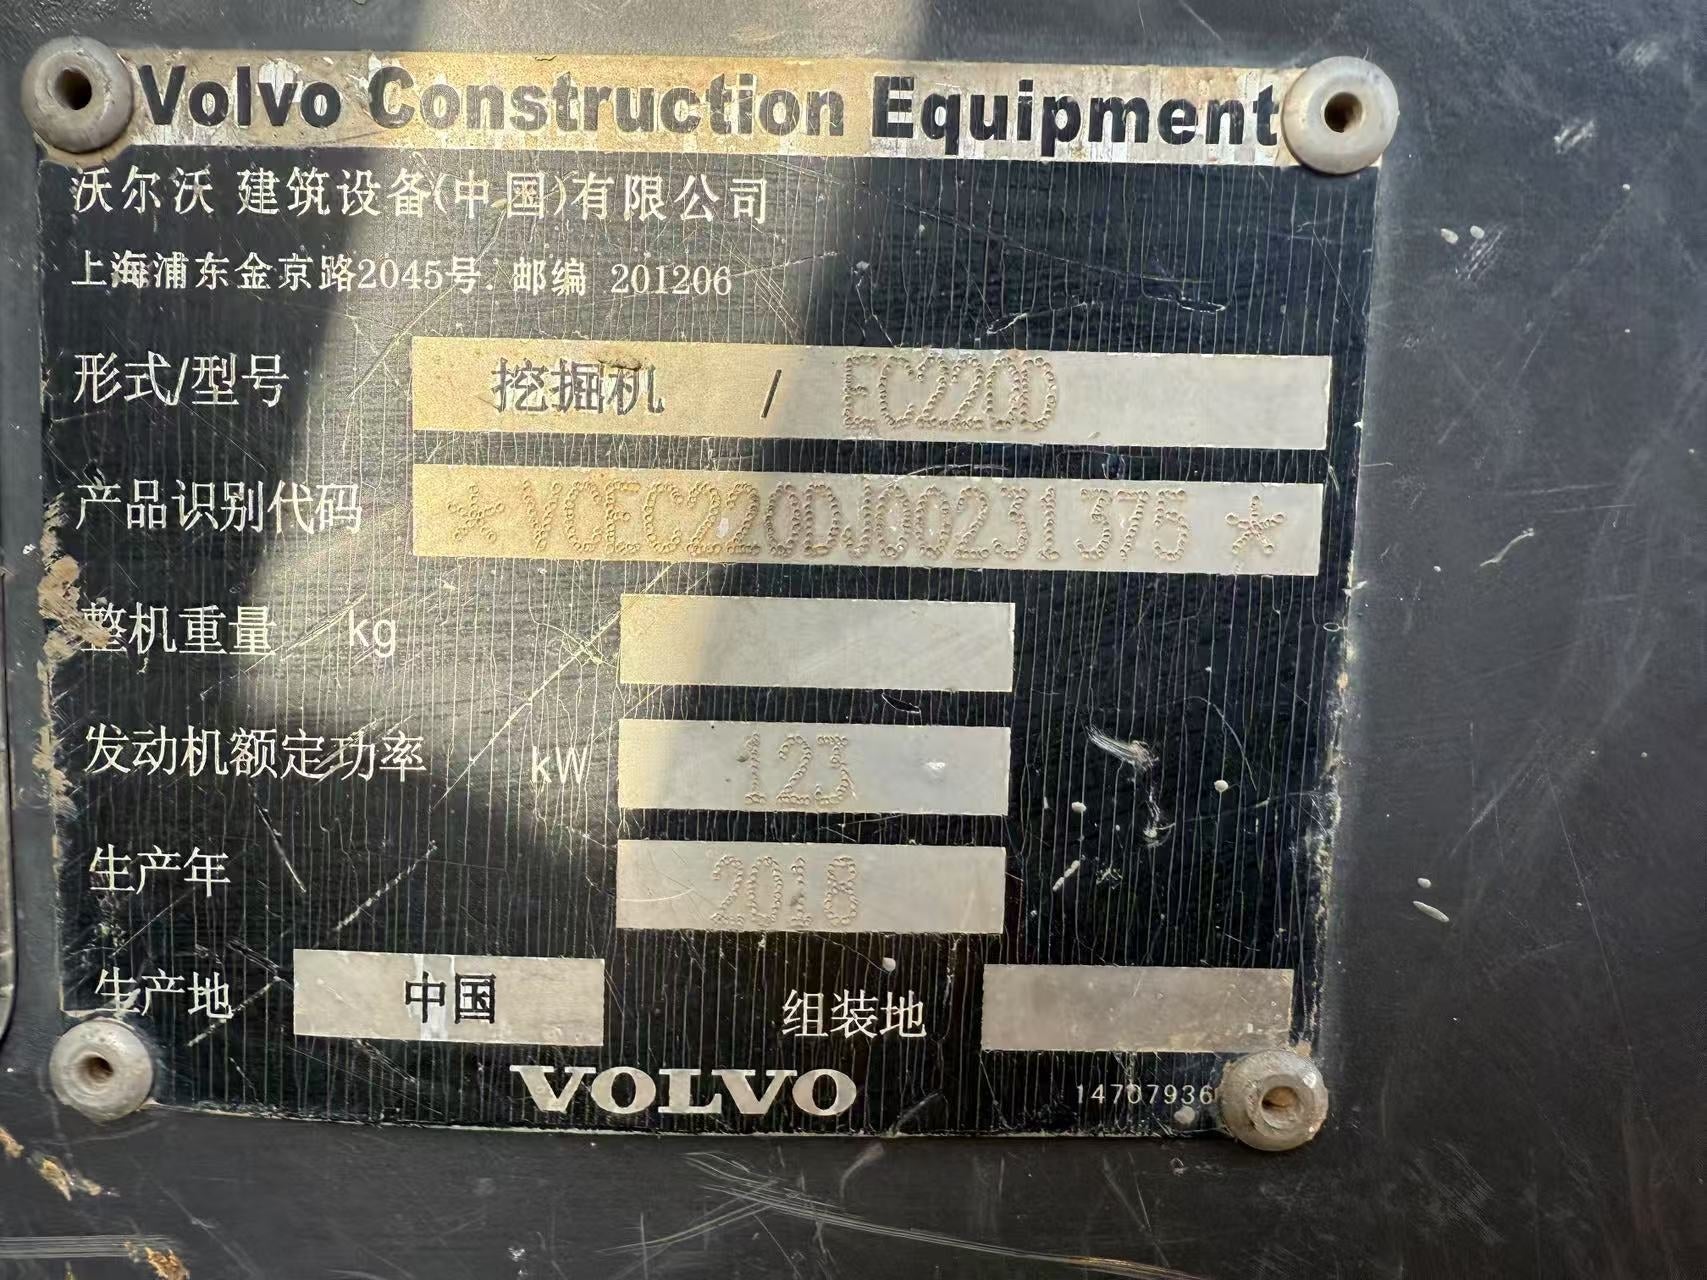 Volvo Construction Equipment
沃尔沃 建筑设备(中国)有限公司
上海浦东金京路2045号. 邮编 201206
形式/型号 挖掘机 / EC220D
产品识别代码 *VCEC220DJ00231375*
整机重量 kg
发动机额定功率 kW 123
生产年 2018
生产地 中国 组装地
VOLVO 14707936